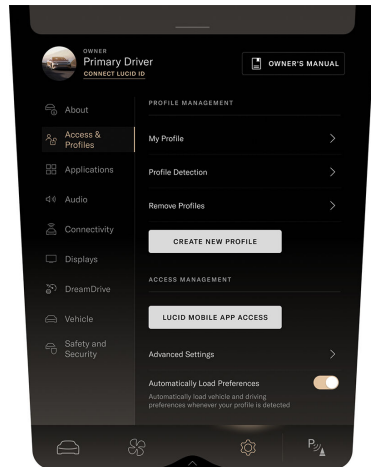 OWNER
Primary Driver
CONNECT LUCID ID
OWNER'S MANUAL
About
Access &
Profiles
Applications
Audio
Connectivity
Displays
DreamDrive
Vehicle
Safety and
Security
PROFILE MANAGEMENT
My Profile
Profile Detection
Remove Profiles
CREATE NEW PROFILE
ACCESS MANAGEMENT
LUCID MOBILE APP ACCESS
Advanced Settings
Automatically Load Preferences
Automatically load vehicle and driving
preferences whenever your profile is detected
P